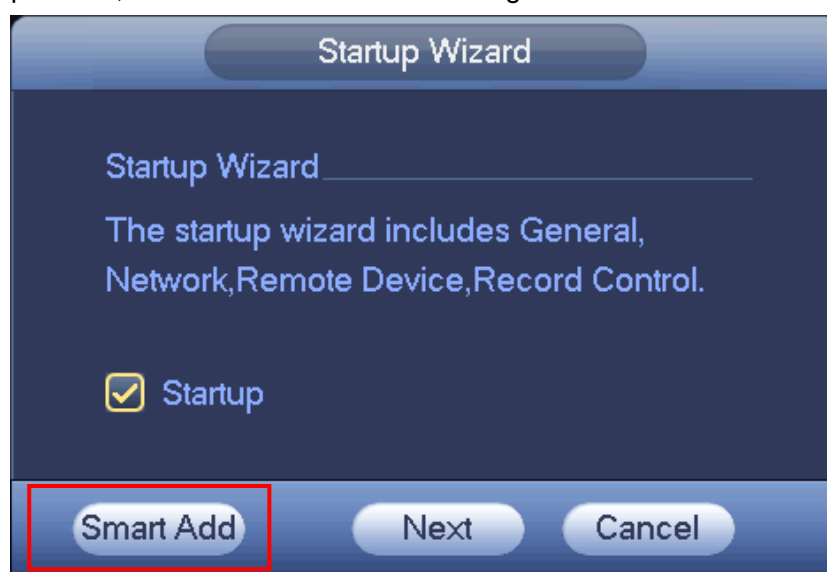 Startup Wizard
Startup Wizard
The startup wizard includes General,
Network,Remote Device,Record Control.
Startup
Smart Add Next Cancel